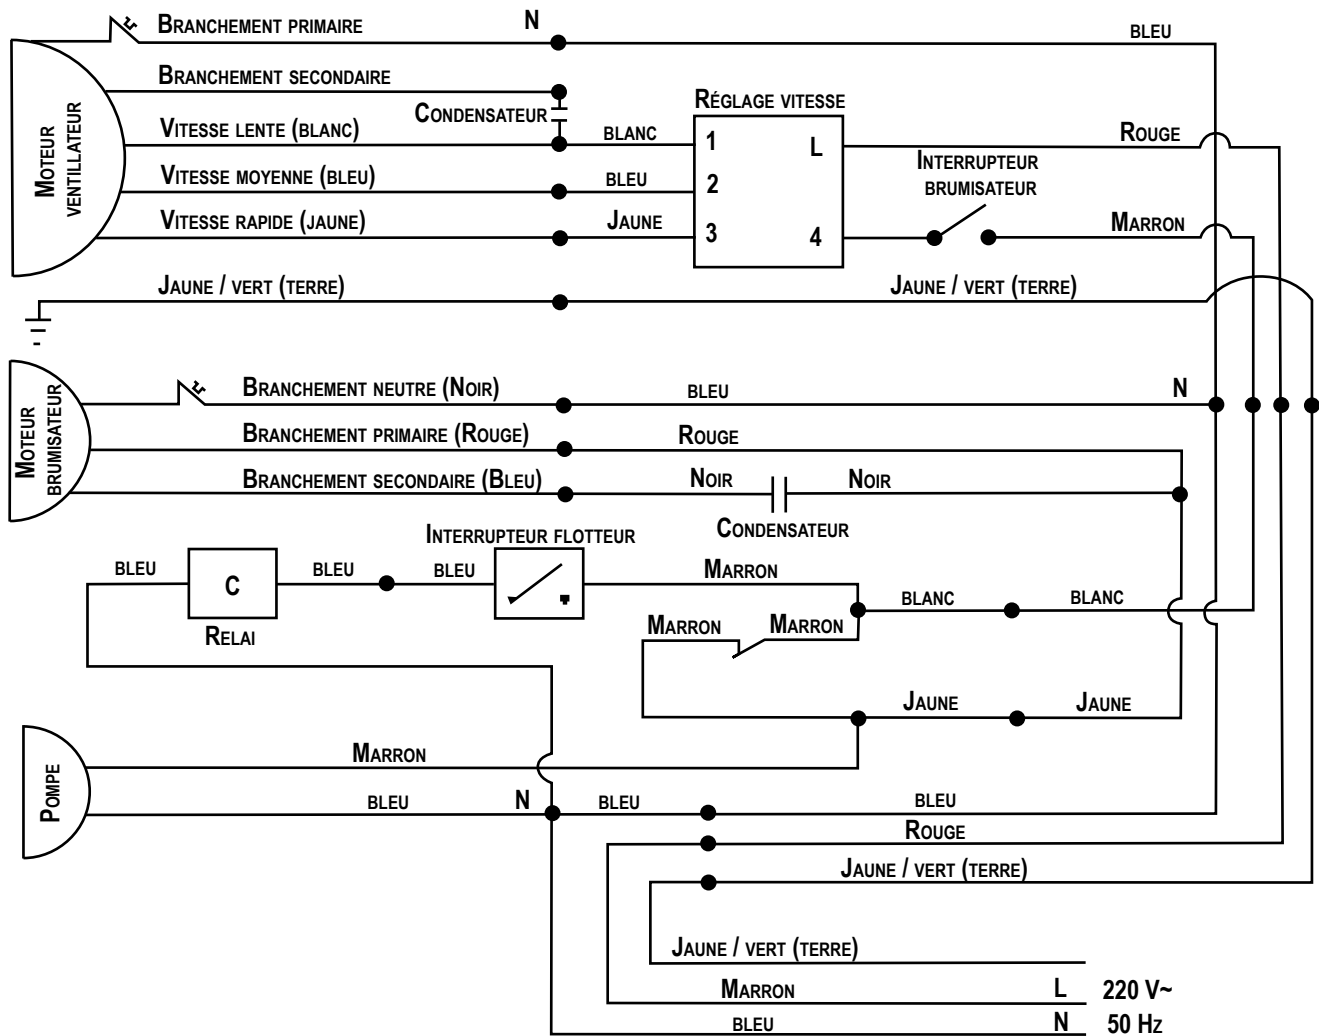 Branchement primaire
N
bleu
Branchement secondaire
Condensateur
Réglage vitesse
Moteur
ventillateur
Vitesse lente (blanc)
blanc
1
L
Rouge
Interrupteur
brumisateur
Vitesse moyenne (bleu)
bleu
2
Vitesse rapide (jaune)
Jaune
3
4
Marron
Jaune / vert (terre)
Jaune / vert (terre)
Moteur
brumisateur
Branchement neutre (Noir)
bleu
N
Branchement primaire (Rouge)
Rouge
Branchement secondaire (Bleu)
Noir
Noir
Condensateur
Interrupteur flotteur
bleu
C
bleu
bleu
Marron
Relai
blanc
blanc
Marron
Marron
Jaune
Jaune
Pompe
Marron
bleu
N
bleu
bleu
Rouge
Jaune / vert (terre)
Jaune / vert (terre)
Marron
L
220 V~
bleu
N
50 Hz